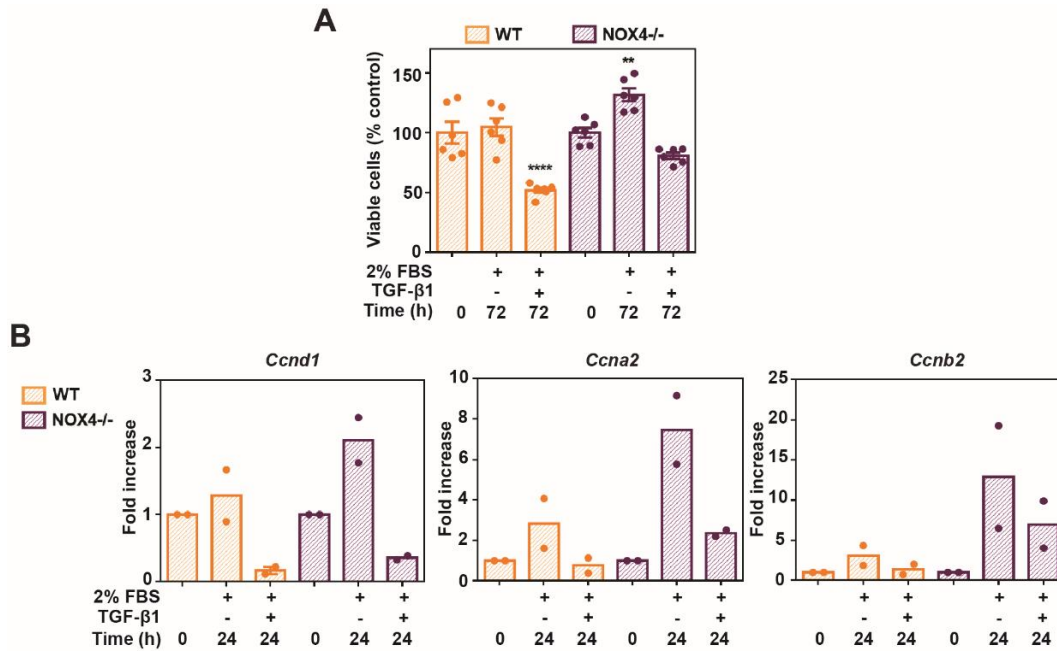 A
WT NOX4-/-
Viable cells (% control)
150
100
50
0
**
****
2% FBS + + + +
TGF-β1 - + - +
Time (h) 0 72 72 0 72 72
B
WT
NOX4-/-
Ccnd1
Fold increase
3
2
1
0
2% FBS + + + +
TGF-β1 - + - +
Time (h) 0 24 24 0 24 24
Ccna2
Fold increase
10
8
6
4
2
0
+ + + +
- + - +
0 24 24 0 24 24
Ccnb2
Fold increase
25
20
15
10
5
0
+ + + +
- + - +
0 24 24 0 24 24